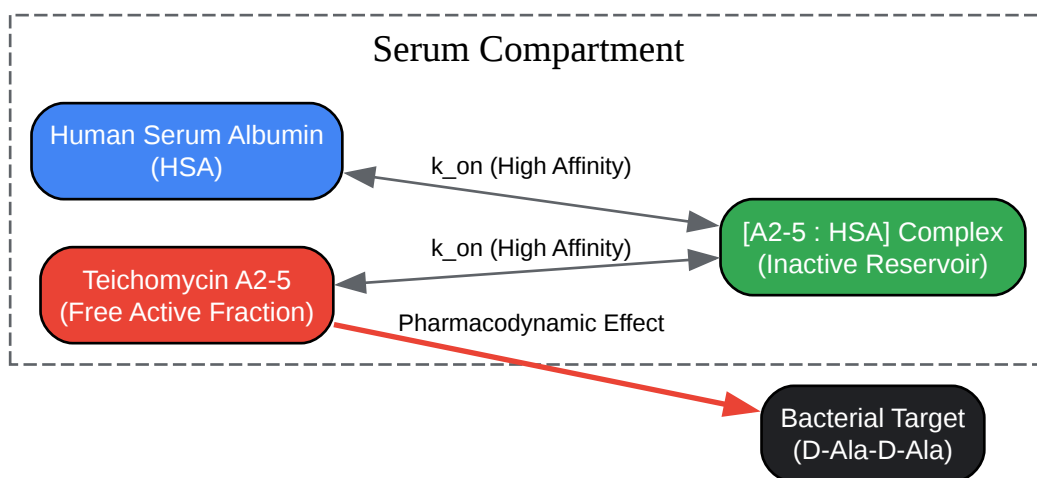 Serum Compartment
Human Serum Albumin
(HSA)
k_on (High Affinity)
[A2-5 : HSA] Complex
(Inactive Reservoir)
k_on (High Affinity)
Teichomycin A2-5
(Free Active Fraction)
Pharmacodynamic Effect
Bacterial Target
(D-Ala-D-Ala)